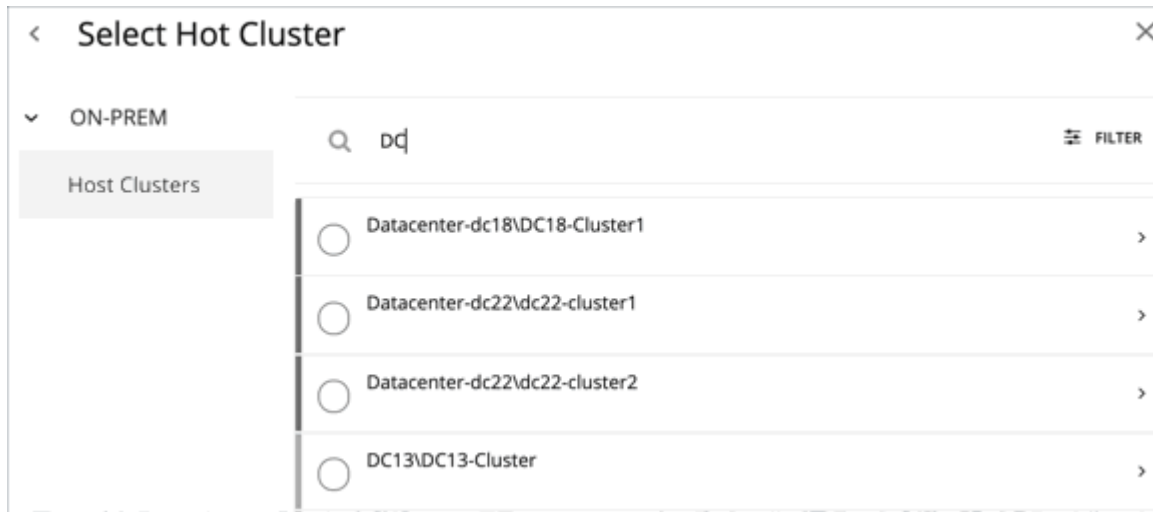 Select Hot Cluster
ON-PREM
Host Clusters
DC
FILTER
Datacenter-dc18\DC18-Cluster1
Datacenter-dc22\dc22-cluster1
Datacenter-dc22\dc22-cluster2
DC13\DC13-Cluster